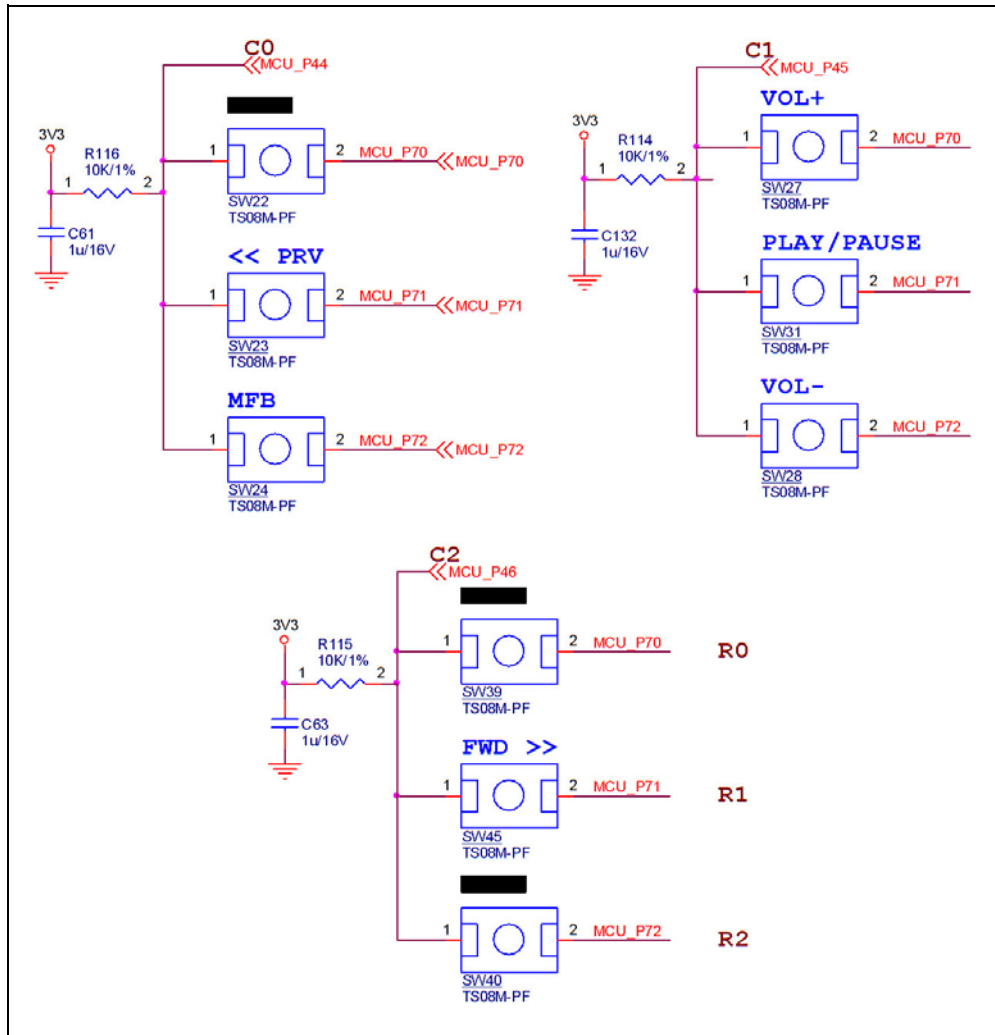 C0
MCU_P44
3V3
R116
10K/1%
1 2
C61
1u/16V
1 2 MCU_P70 MCU_P70
SW22
TS08M-PF
<< PRV
1 2 MCU_P71 MCU_P71
SW23
TS08M-PF
MFB
1 2 MCU_P72 MCU_P72
SW24
TS08M-PF
C1
MCU_P45
VOL+
3V3
R114
10K/1%
1 2
C132
1u/16V
1 2 MCU_P70
SW27
TS08M-PF
PLAY/PAUSE
1 2 MCU_P71
SW31
TS08M-PF
VOL-
1 2 MCU_P72
SW28
TS08M-PF
C2
MCU_P46
3V3
R115
10K/1%
1 2
C63
1u/16V
1 2 MCU_P70 R0
SW39
TS08M-PF
FWD >>
1 2 MCU_P71 R1
SW45
TS08M-PF
1 2 MCU_P72 R2
SW40
TS08M-PF